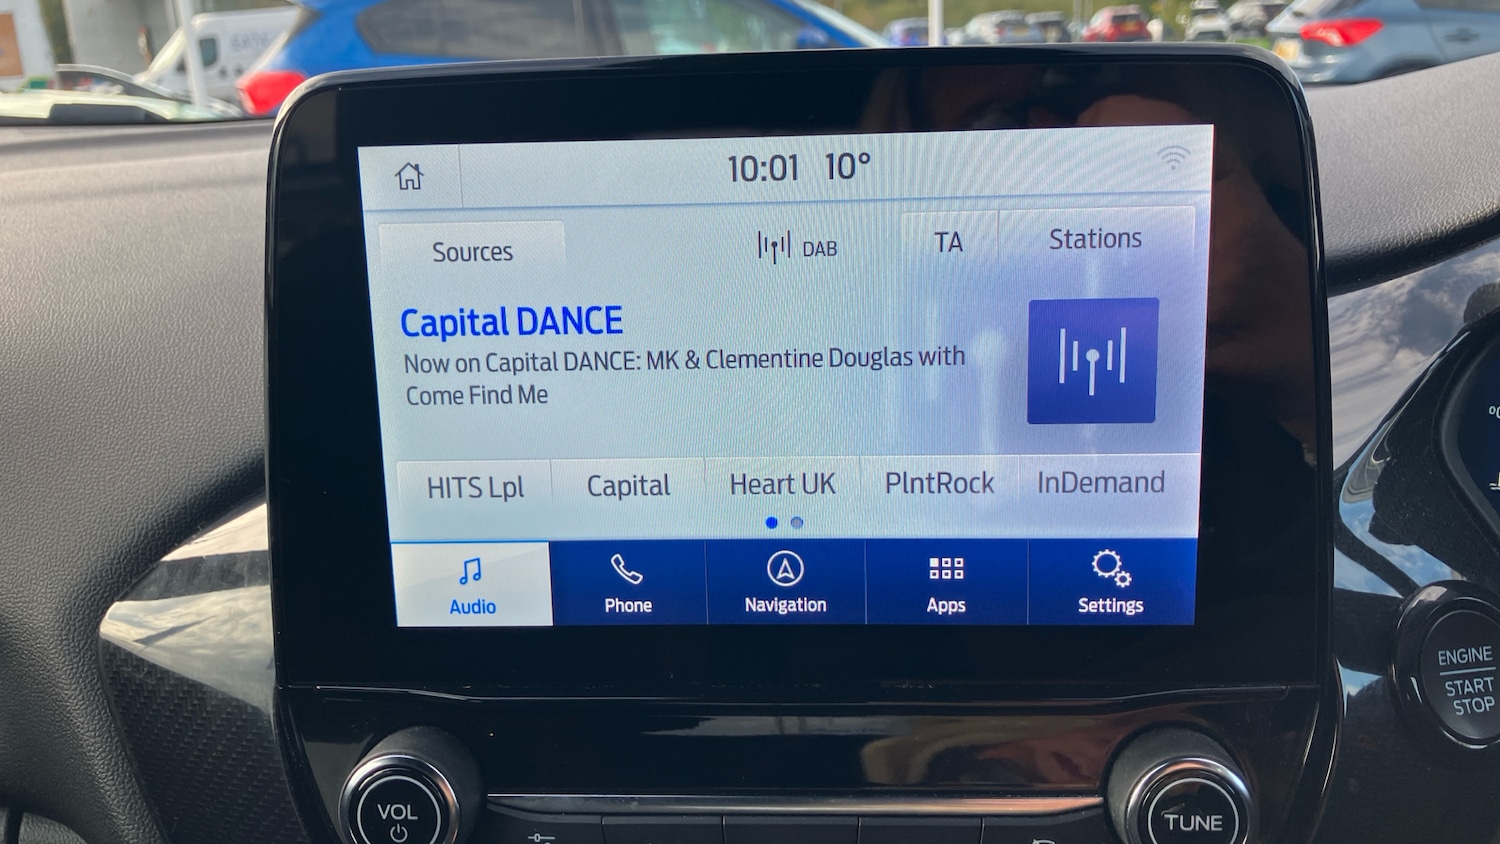 10:01 10°
Sources
DAB
TA
Stations
Capital DANCE
Now on Capital DANCE: MK & Clementine Douglas with
Come Find Me
HITS Lpl
Capital
Heart UK
PlntRock
InDemand
Audio
Phone
Navigation
Apps
Settings
VOL
TUNE
ENGINE
START
STOP